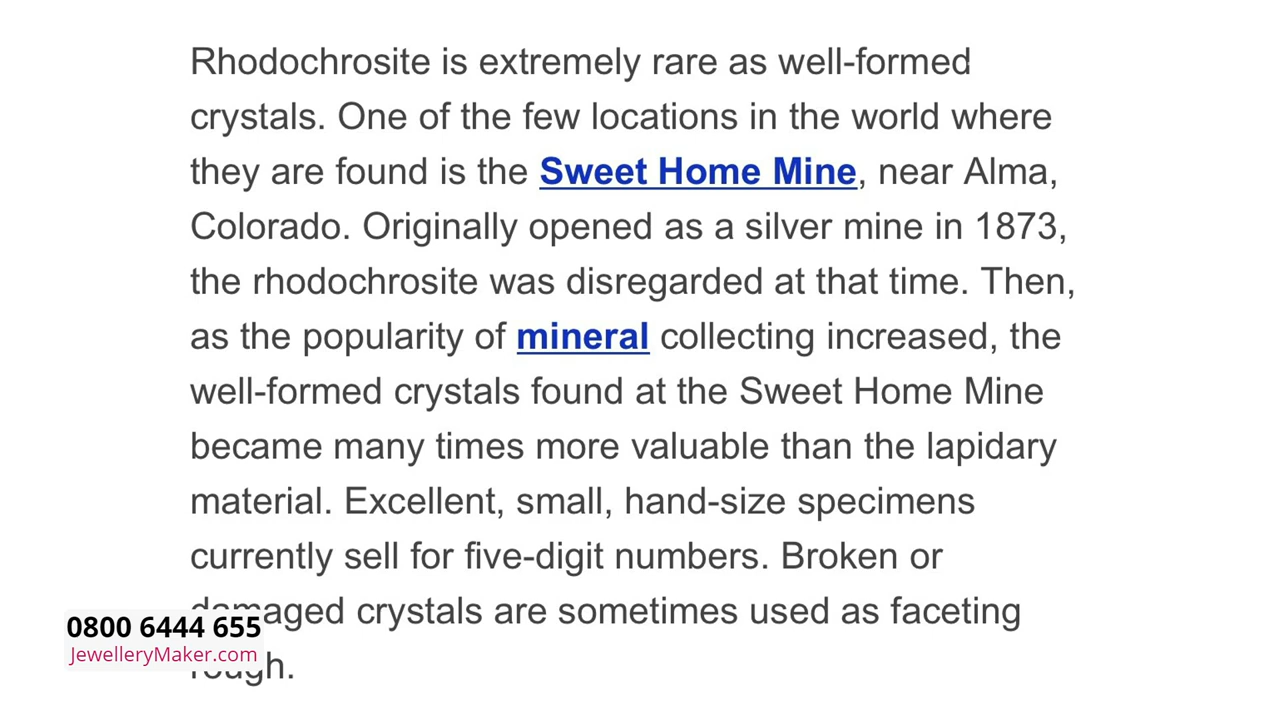 Rhodochrosite is extremely rare as well-formed
crystals. One of the few locations in the world where
they are found is the Sweet Home Mine, near Alma,
Colorado. Originally opened as a silver mine in 1873,
the rhodochrosite was disregarded at that time. Then,
as the popularity of mineral collecting increased, the
well-formed crystals found at the Sweet Home Mine
became many times more valuable than the lapidary
material. Excellent, small, hand-size specimens
currently sell for five-digit numbers. Broken or
damaged crystals are sometimes used as faceting
rough.
0800 6444 655
JewelleryMaker.com